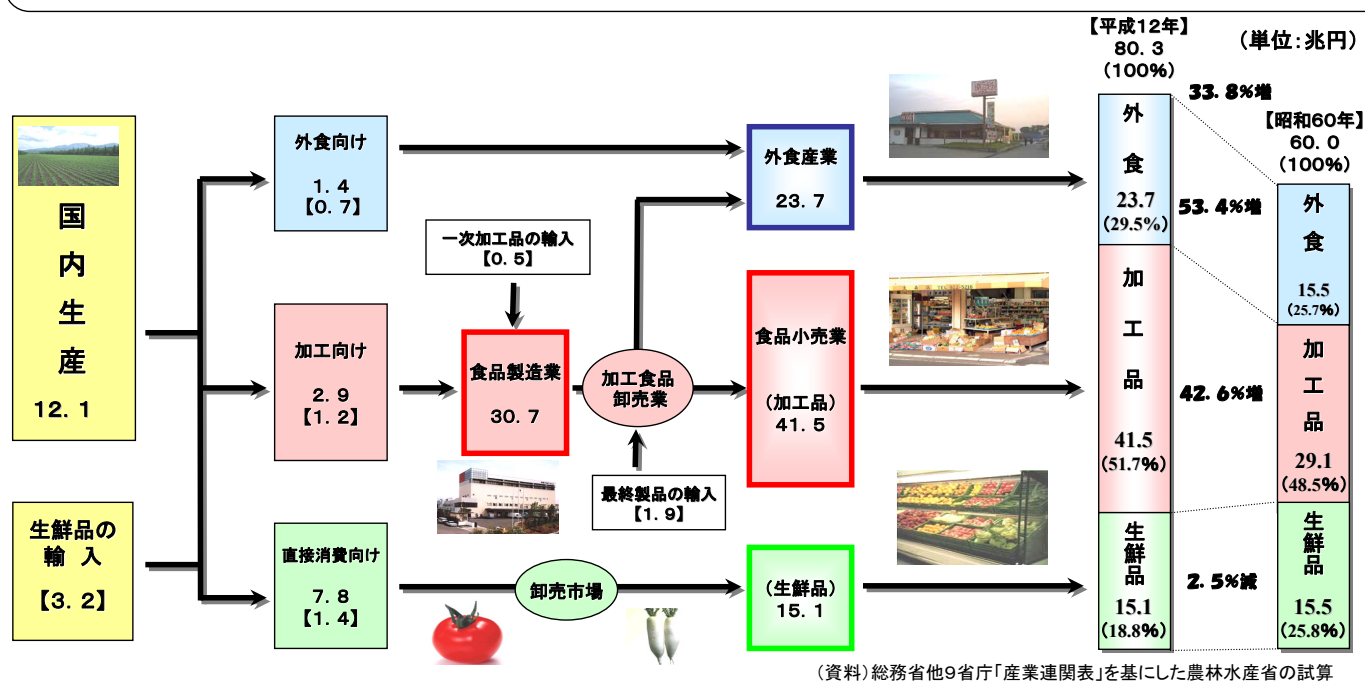 【平成12年】
80.3
(100%)
(単位:兆円)
33.8%増
【昭和60年】
60.0
(100%)
国
内
生
産
12.1
生鮮品の
輸 入
【3.2】
外食向け
1.4
【0.7】
加工向け
2.9
【1.2】
直接消費向け
7.8
【1.4】
一次加工品の輸入
【0.5】
食品製造業
30.7
加工食品
卸売業
最終製品の輸入
【1.9】
卸売市場
外食産業
23.7
食品小売業
(加工品)
41.5
(生鮮品)
15.1
外
食
23.7
(29.5%)
加
工
品
41.5
(51.7%)
生
鮮
品
15.1
(18.8%)
53.4%増
42.6%増
2.5%減
外
食
15.5
(25.7%)
加
工
品
29.1
(48.5%)
生
鮮
品
15.5
(25.8%)
(資料)総務省他9省庁「産業連関表」を基にした農林水産省の試算